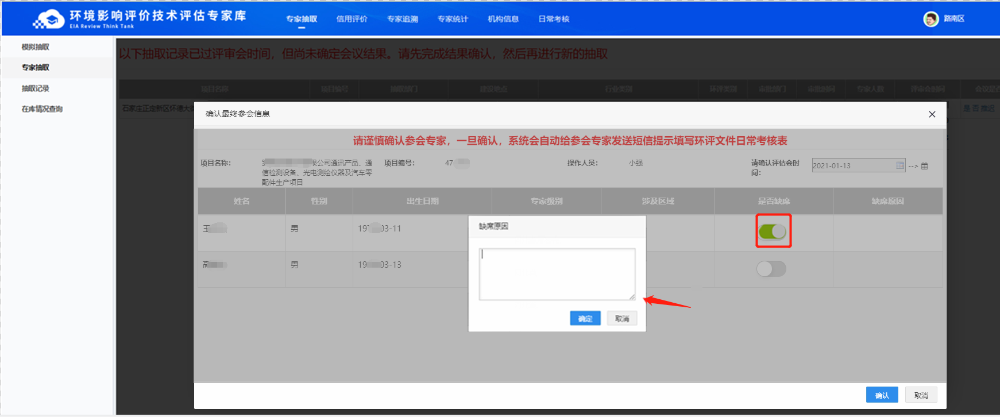 环境影响评价技术评估专家库
EIA Review Think Tank
专家抽取 信用评价 专家追溯 专家统计 机构信息 日常考核
路南区
模拟抽取
专家抽取
抽取记录
在库情况查询
以下抽取记录已过评审会时间，但尚未确定会议结果。请先完成结果确认，然后再进行新的抽取
项目名称 项目编号 抽取部门 建设地点 行业类别 环评类别 审批部门 审批时间 专家人数 评审会时间 会议是否
石家庄正定新区怀德大街
是 否 推迟
确认最终参会信息
请谨慎确认参会专家，一旦确认，系统会自动给参会专家发送短信提示填写环评文件日常考核表
项目名称： 限公司通讯产品、通
信检测设备、光电测绘仪器及汽车零
配件生产项目
项目编号： 47
操作人员： 小强
请确认评估会时
间： 2021-01-13 -->
姓名 性别 出生日期 专家级别 涉及区域 是否缺席 缺席原因
王 男 197 03-11
高 男 19 03-13
缺席原因
确定 取消
确认 取消